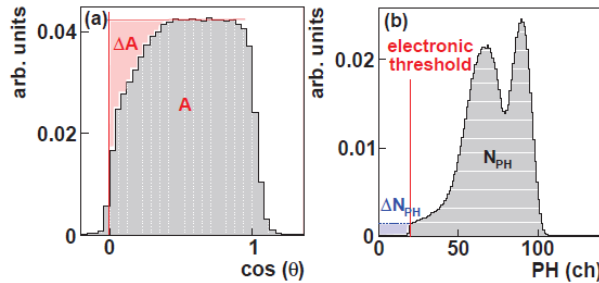 (a)
arb. units
0.04
0.02
0
ΔA
A
0
1
cos (θ)
(b)
arb. units
electronic
threshold
0.02
0.01
0
N_PH
ΔN_PH
0
50
100
PH (ch)